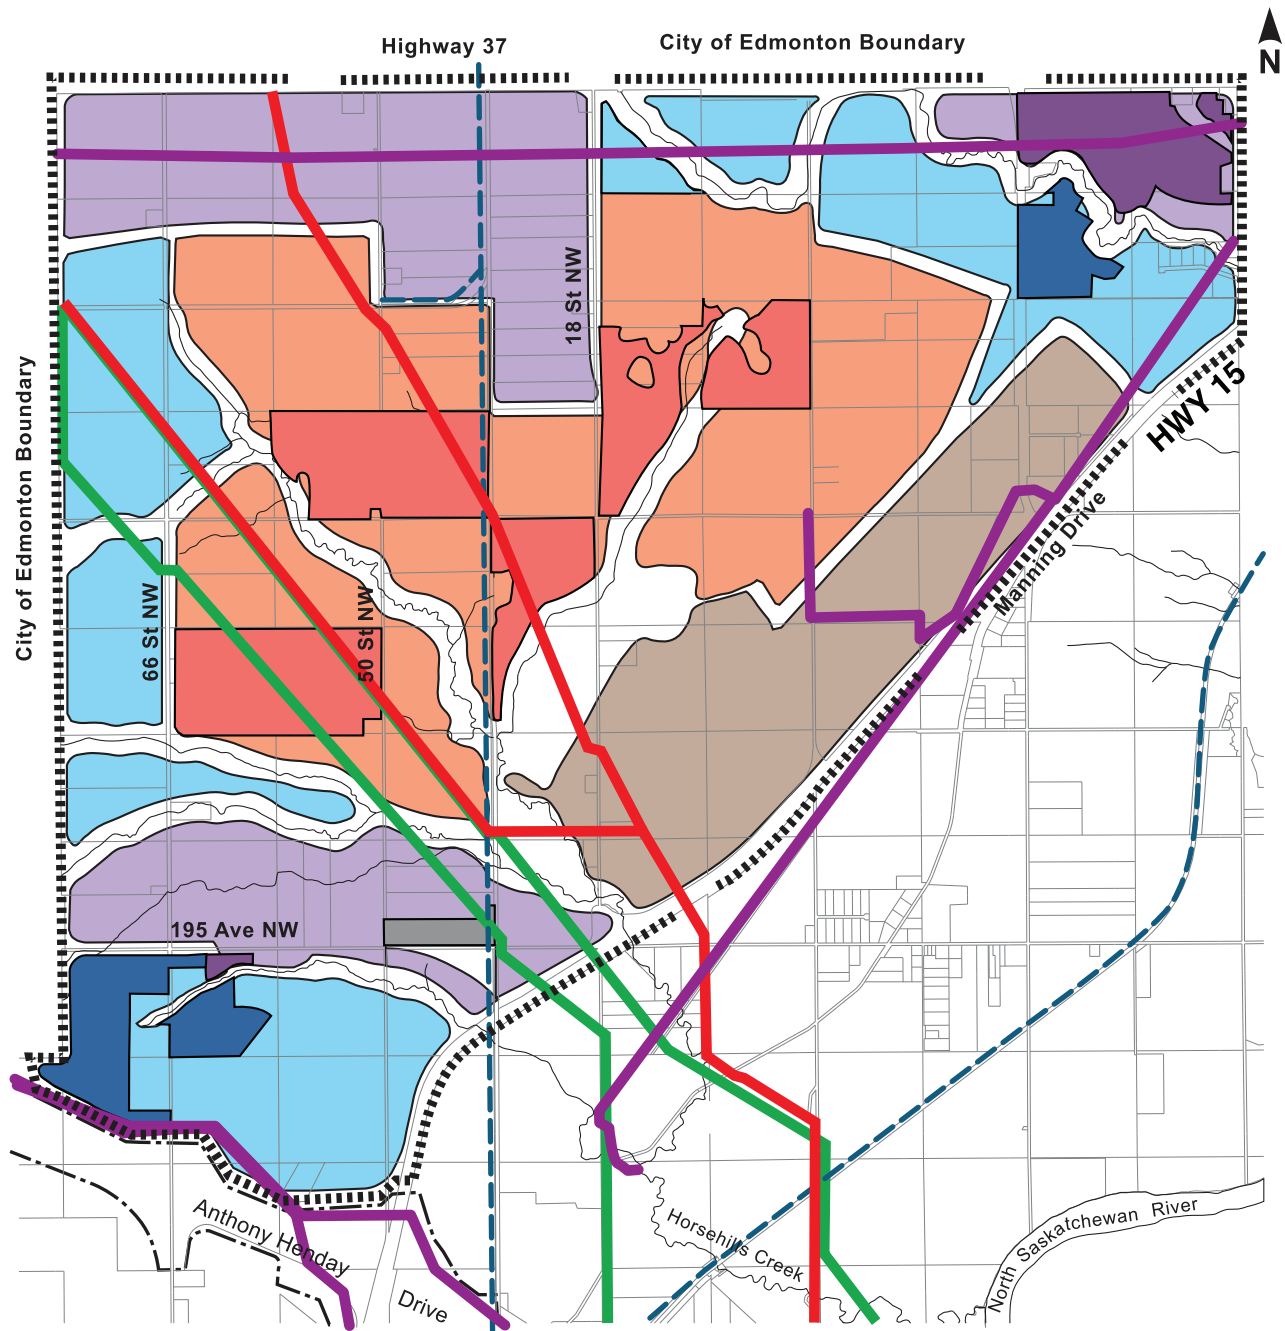 Highway 37
City of Edmonton Boundary
N
18 St NW
City of Edmonton Boundary
HWY 15
Manning Drive
66 St NW
50 St NW
195 Ave NW
Anthony Henday
Drive
Horsehills Creek
North Saskatchewan River